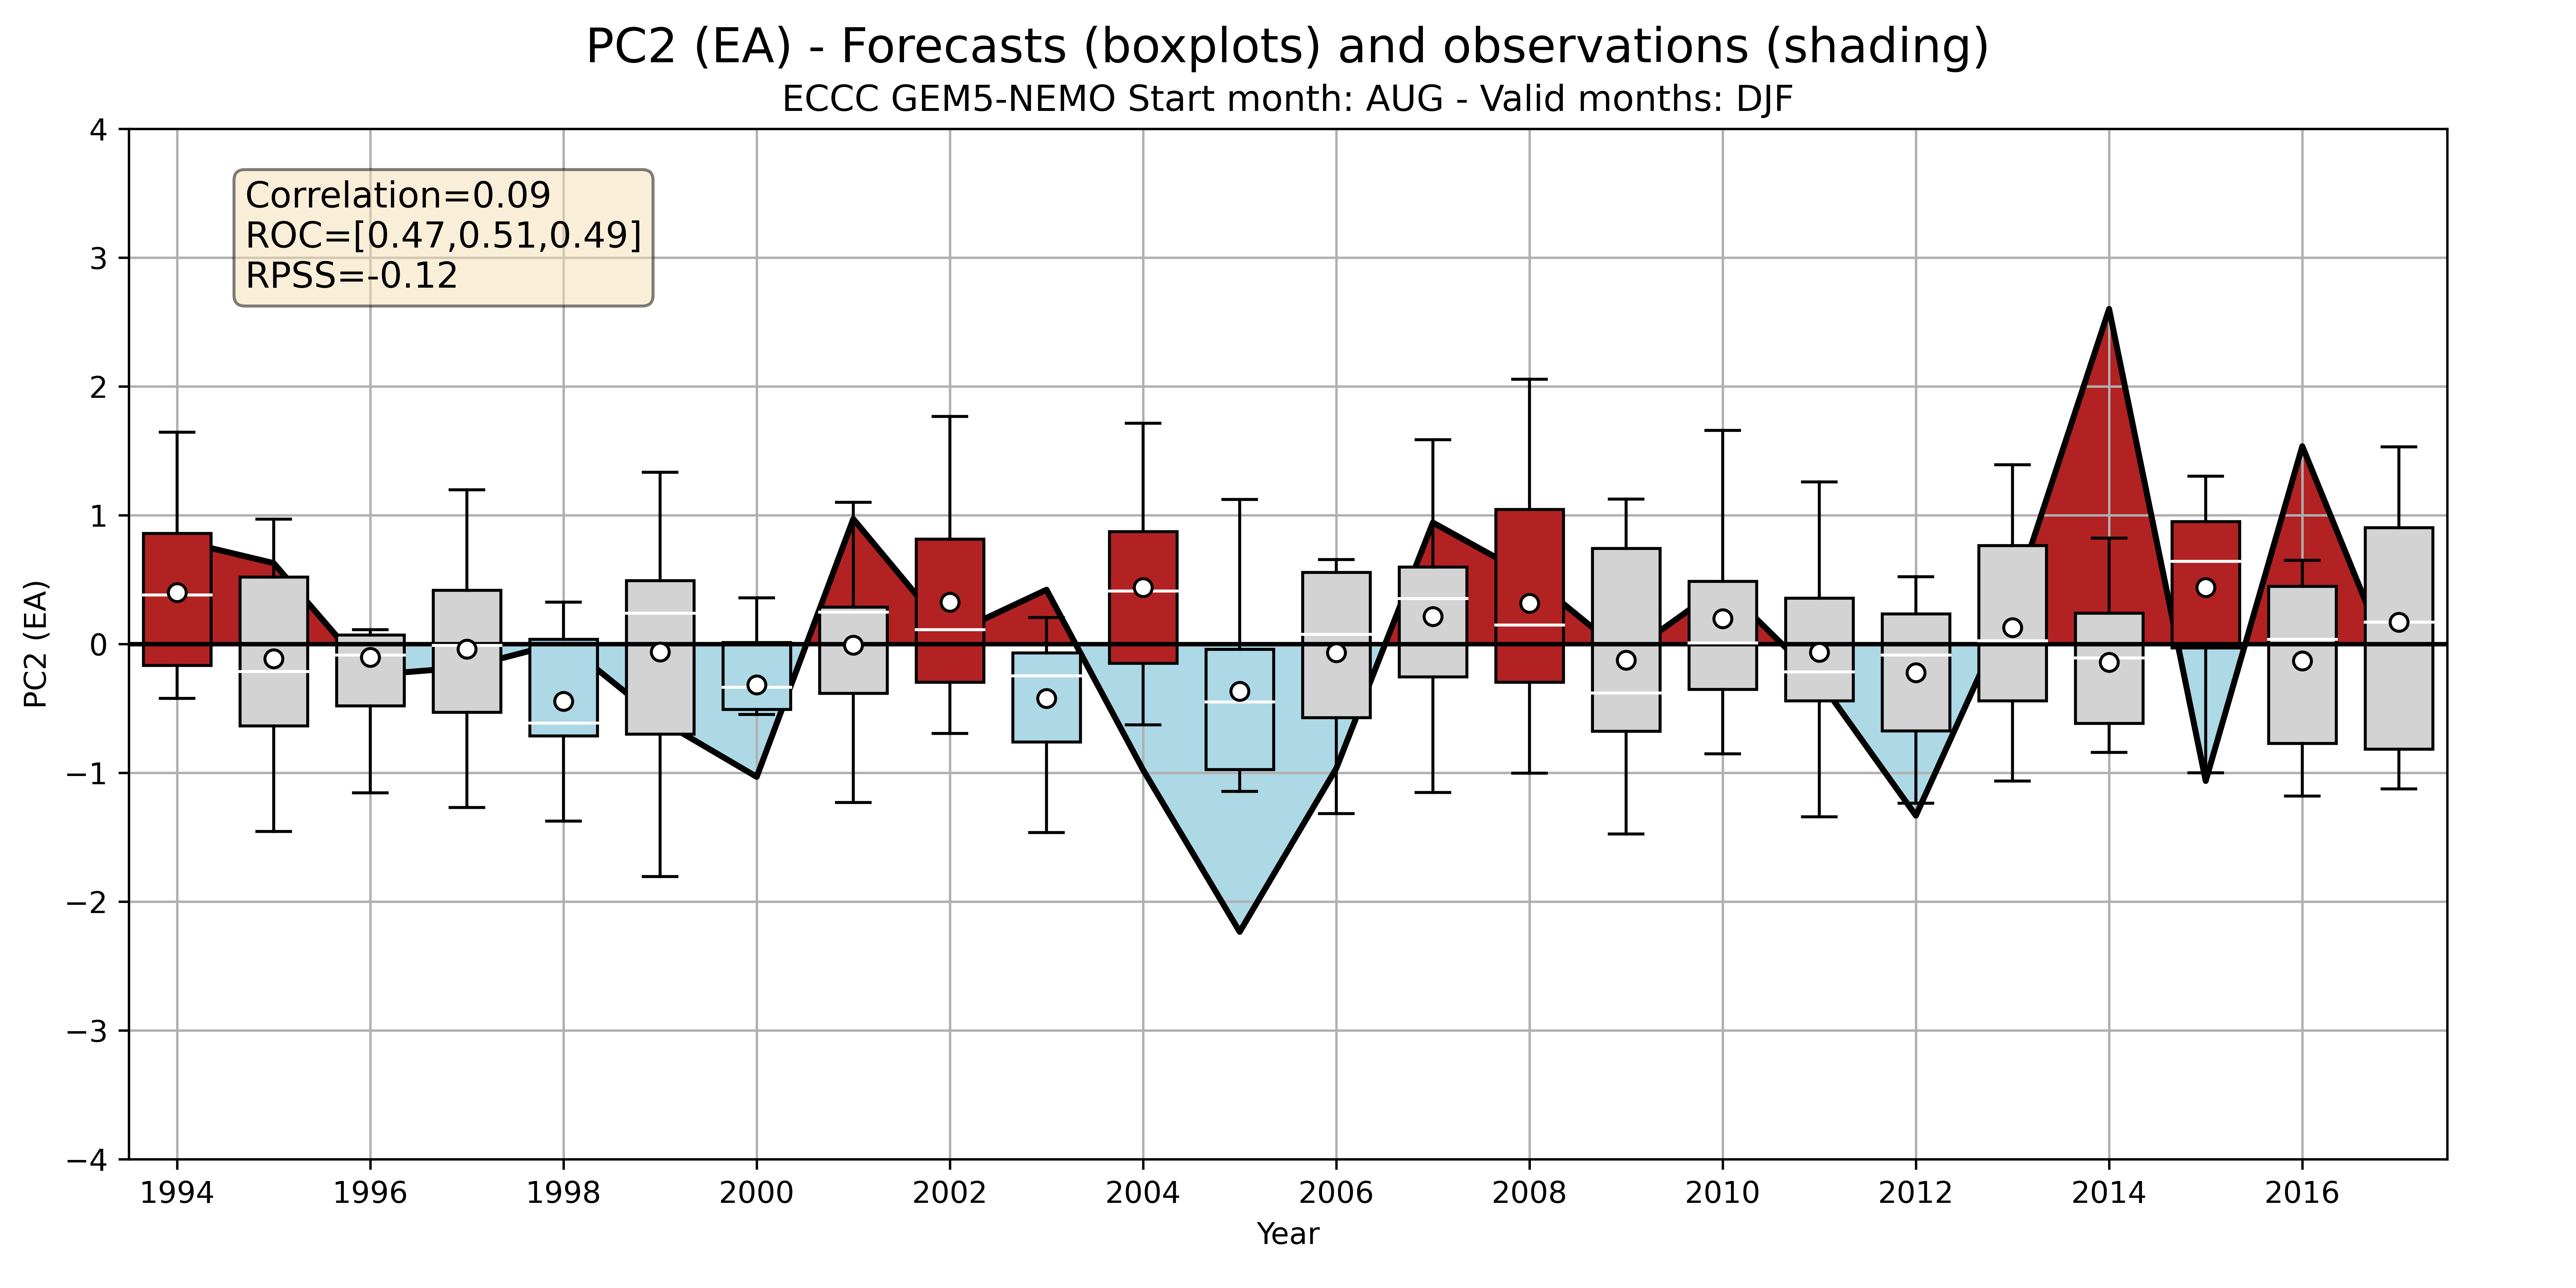 PC2 (EA) - Forecasts (boxplots) and observations (shading)
ECCC GEM5-NEMO Start month: AUG - Valid months: DJF
Correlation=0.09
ROC=[0.47,0.51,0.49]
RPSS=-0.12
PC2 (EA)
4
3
2
1
0
−1
−2
−3
−4
1994 1996 1998 2000 2002 2004 2006 2008 2010 2012 2014 2016
Year